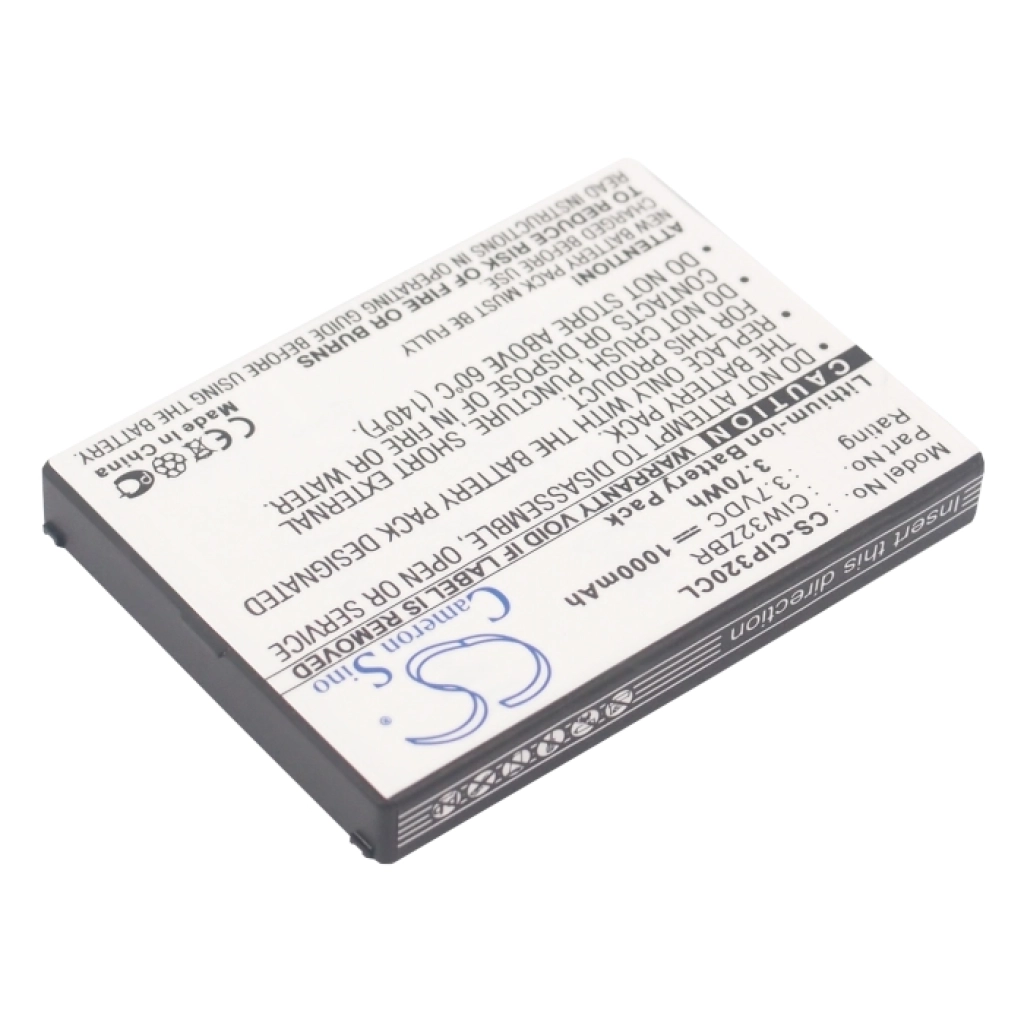 Cameron Sino
CS
®
Model No. : CS-CIP320CL
Part No. : CIW32ZBR
Rating : 3.7VDC ⎓ 1000mAh
3.70Wh
Lithium-ion Battery Pack
CAUTION WARRANTY VOID IF LABEL IS REMOVED
• DO NOT ATTEMPT TO DISASSEMBLE, OPEN OR SERVICE
THE BATTERY PACK.
• REPLACE ONLY WITH THE BATTERY PACK DESIGNATED
FOR THIS PRODUCT.
• DO NOT CRUSH, PUNCTURE, SHORT EXTERNAL
CONTACTS OR DISPOSE OF IN FIRE OR WATER.
• DO NOT STORE ABOVE 60°C (140°F).
ATTENTION!
NEW BATTERY PACK MUST BE FULLY
CHARGED BEFORE USE.
TO REDUCE RISK OF FIRE OR BURNS
READ INSTRUCTIONS IN OPERATING GUIDE BEFORE USING THE BATTERY.
CE
Made In China
Insert this direction